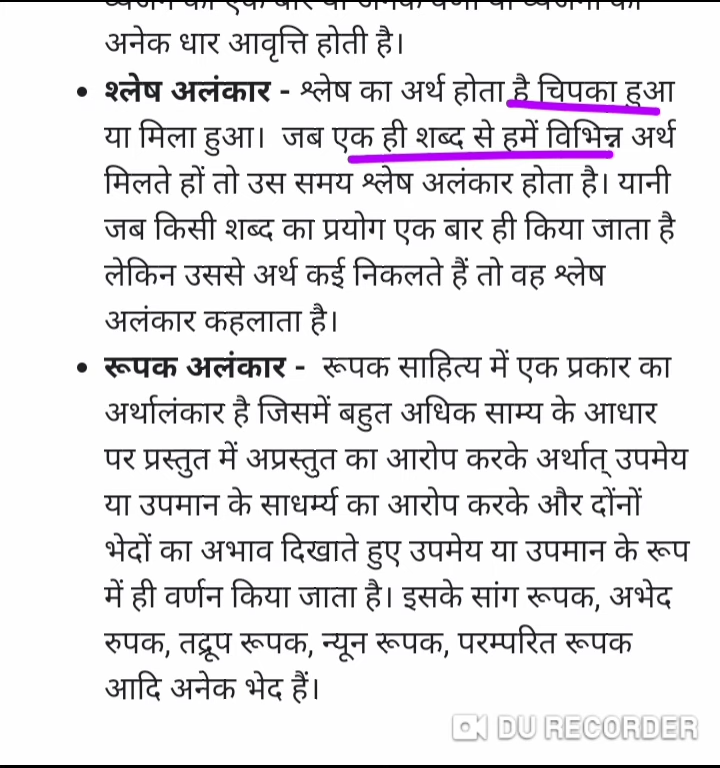 अनेक धार आवृत्ति होती है।
• श्लेष अलंकार - श्लेष का अर्थ होता है चिपका हुआ
या मिला हुआ। जब एक ही शब्द से हमें विभिन्न अर्थ
मिलते हों तो उस समय श्लेष अलंकार होता है। यानी
जब किसी शब्द का प्रयोग एक बार ही किया जाता है
लेकिन उससे अर्थ कई निकलते हैं तो वह श्लेष
अलंकार कहलाता है।
• रूपक अलंकार - रूपक साहित्य में एक प्रकार का
अर्थालंकार है जिसमें बहुत अधिक साम्य के आधार
पर प्रस्तुत में अप्रस्तुत का आरोप करके अर्थात् उपमेय
या उपमान के साधर्म्य का आरोप करके और दोंनों
भेदों का अभाव दिखाते हुए उपमेय या उपमान के रूप
में ही वर्णन किया जाता है। इसके सांग रूपक, अभेद
रुपक, तद्रूप रूपक, न्यून रूपक, परम्परित रूपक
आदि अनेक भेद हैं।
DU RECORDER